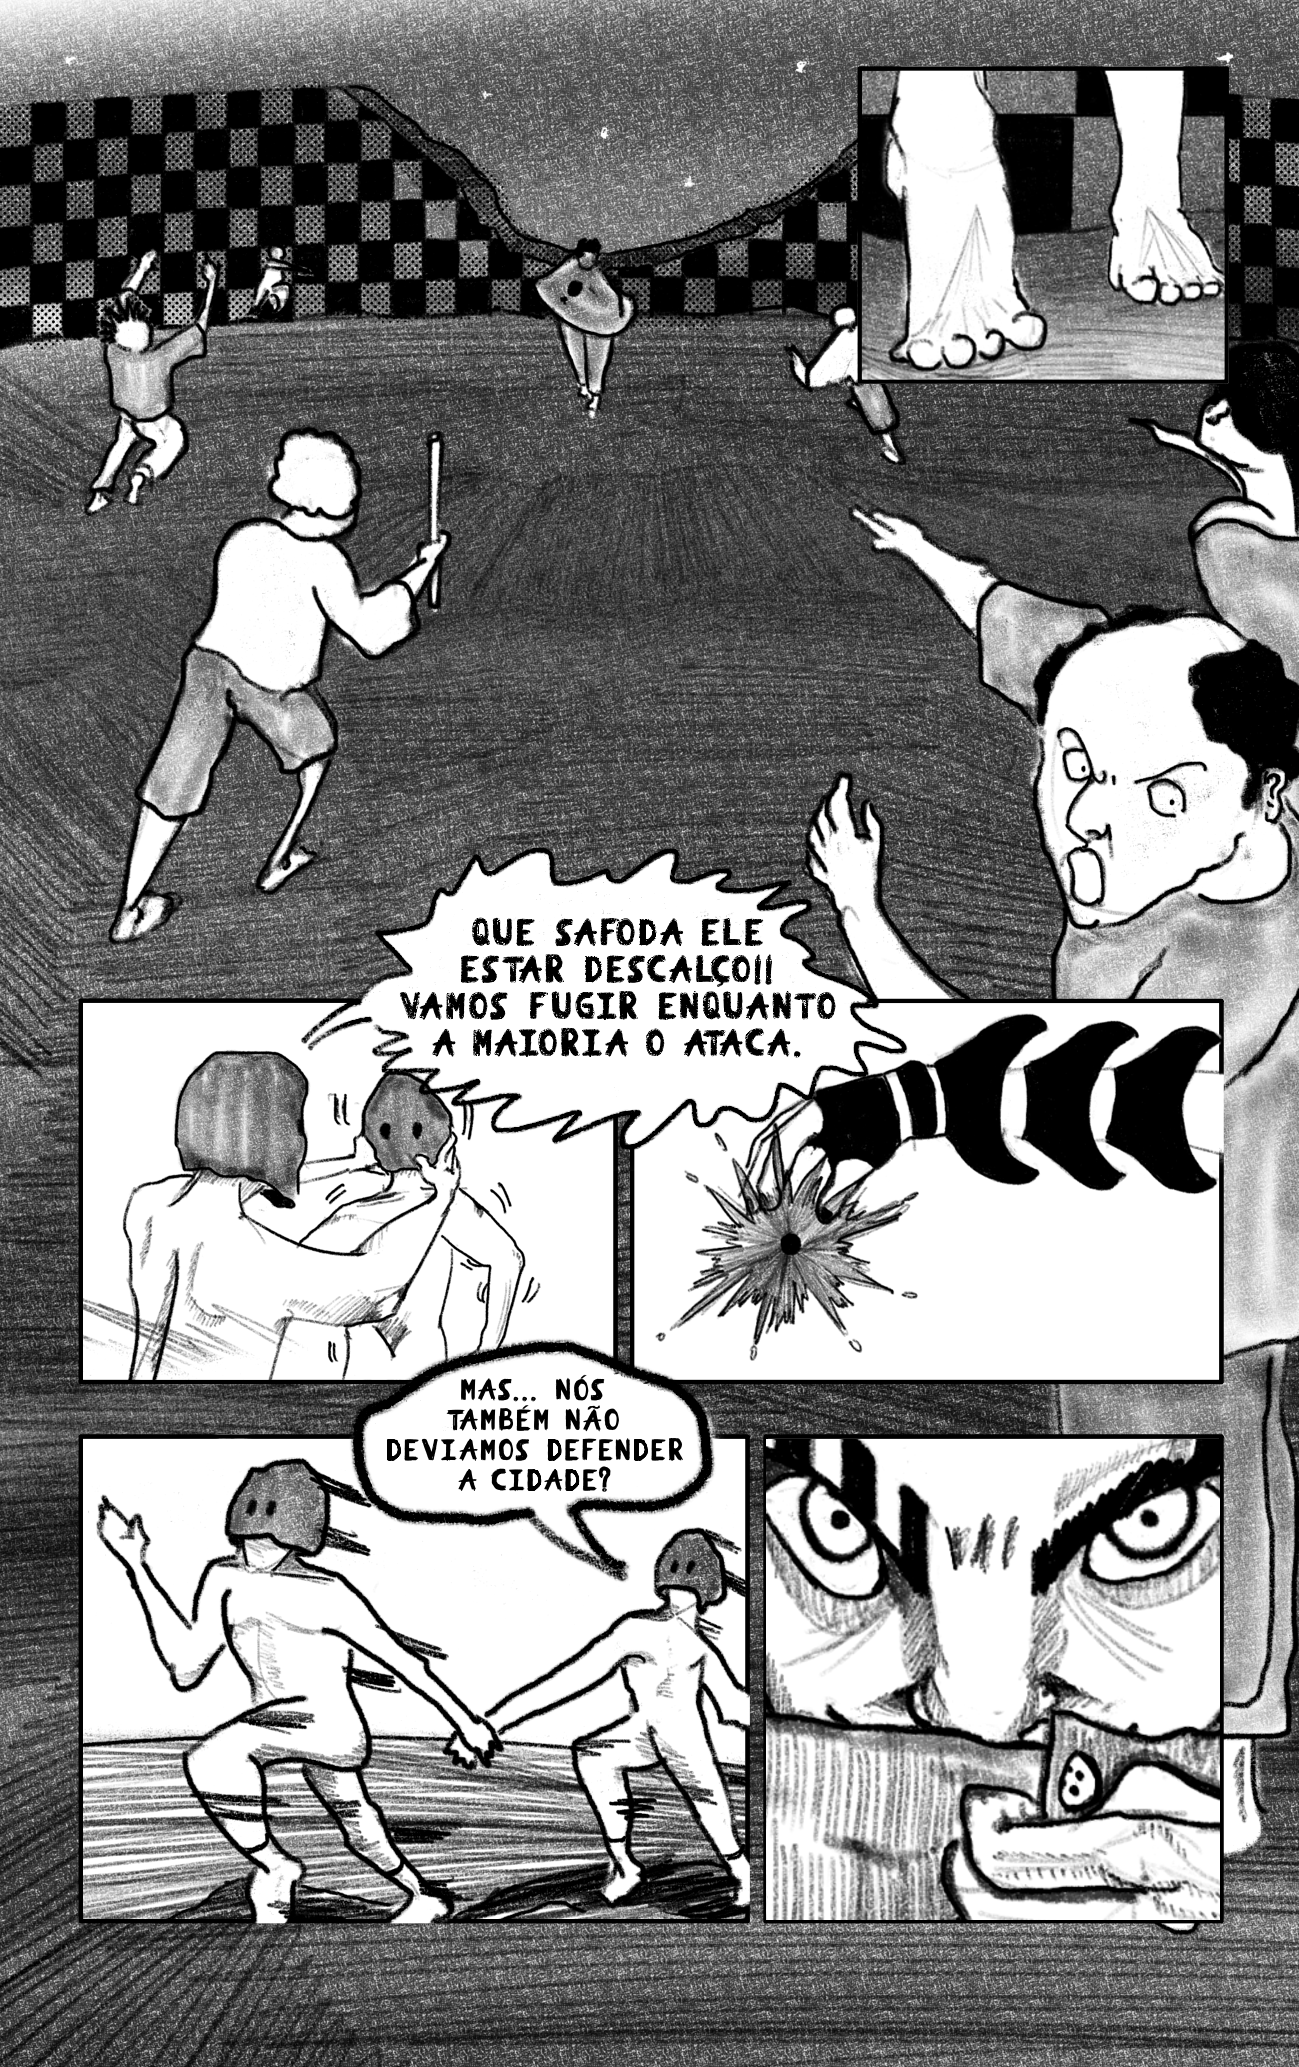 QUE SAFODA ELE
ESTAR DESCALÇO!!
VAMOS FUGIR ENQUANTO
A MAIORIA O ATACA.
MAS... NÓS
TAMBÉM NÃO
DEVIAMOS DEFENDER
A CIDADE?